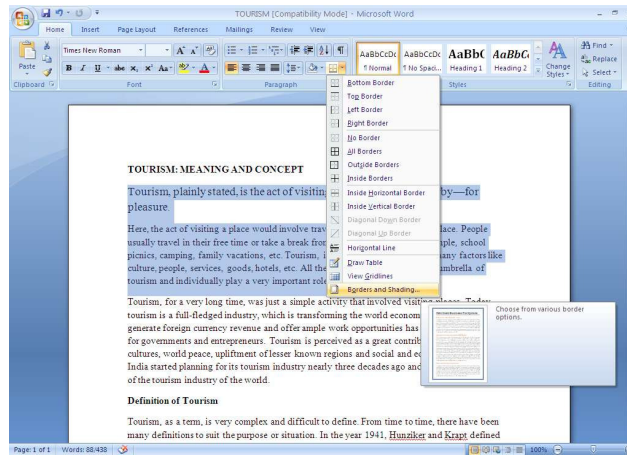 TOURISM [Compatibility Mode] - Microsoft Word
Home Insert Page Layout References Mailings Review View
Times New Roman
Paste
B I U abc x₂ x² Aa A
AaBbCcDc AaBbCcDc AaBb( AaBbCc
¶ Normal ¶ No Spaci... Heading 1 Heading 2
Change Styles
Find
Replace
Select
Clipboard Font Paragraph Styles Editing
Bottom Border
Top Border
Left Border
Right Border
No Border
All Borders
Outside Borders
Inside Borders
Inside Horizontal Border
Inside Vertical Border
Diagonal Down Border
Diagonal Up Border
Horizontal Line
Draw Table
View Gridlines
Borders and Shading...
Choose from various border
options.
TOURISM: MEANING AND CONCEPT
Tourism, plainly stated, is the act of visiting by—for
pleasure.
Here, the act of visiting a place would involve lace. People
usually travel in their free time or take a break school
picnics, camping, family vacations, etc. Tourism, any factors like
culture, people, services, goods, hotels, etc. All umbrella of
tourism and individually play a very important
Tourism, for a very long time, was just a simple activity that involved visiting places. Today
tourism is a full-fledged industry, which is transforming the world
generate foreign currency revenue and offer ample work opportunities has
for governments and entrepreneurs. Tourism is perceived as a great
cultures, world peace, upliftment of lesser known regions and social and
India started planning for its tourism industry nearly three decades ago and
of the tourism industry of the world.
Definition of Tourism
Tourism, as a term, is very complex and difficult to define. From time to time, there have been
many definitions to suit the purpose or situation. In the year 1941, Hunziker and Krapt defined
Page: 1 of 1 Words: 88/438 100%